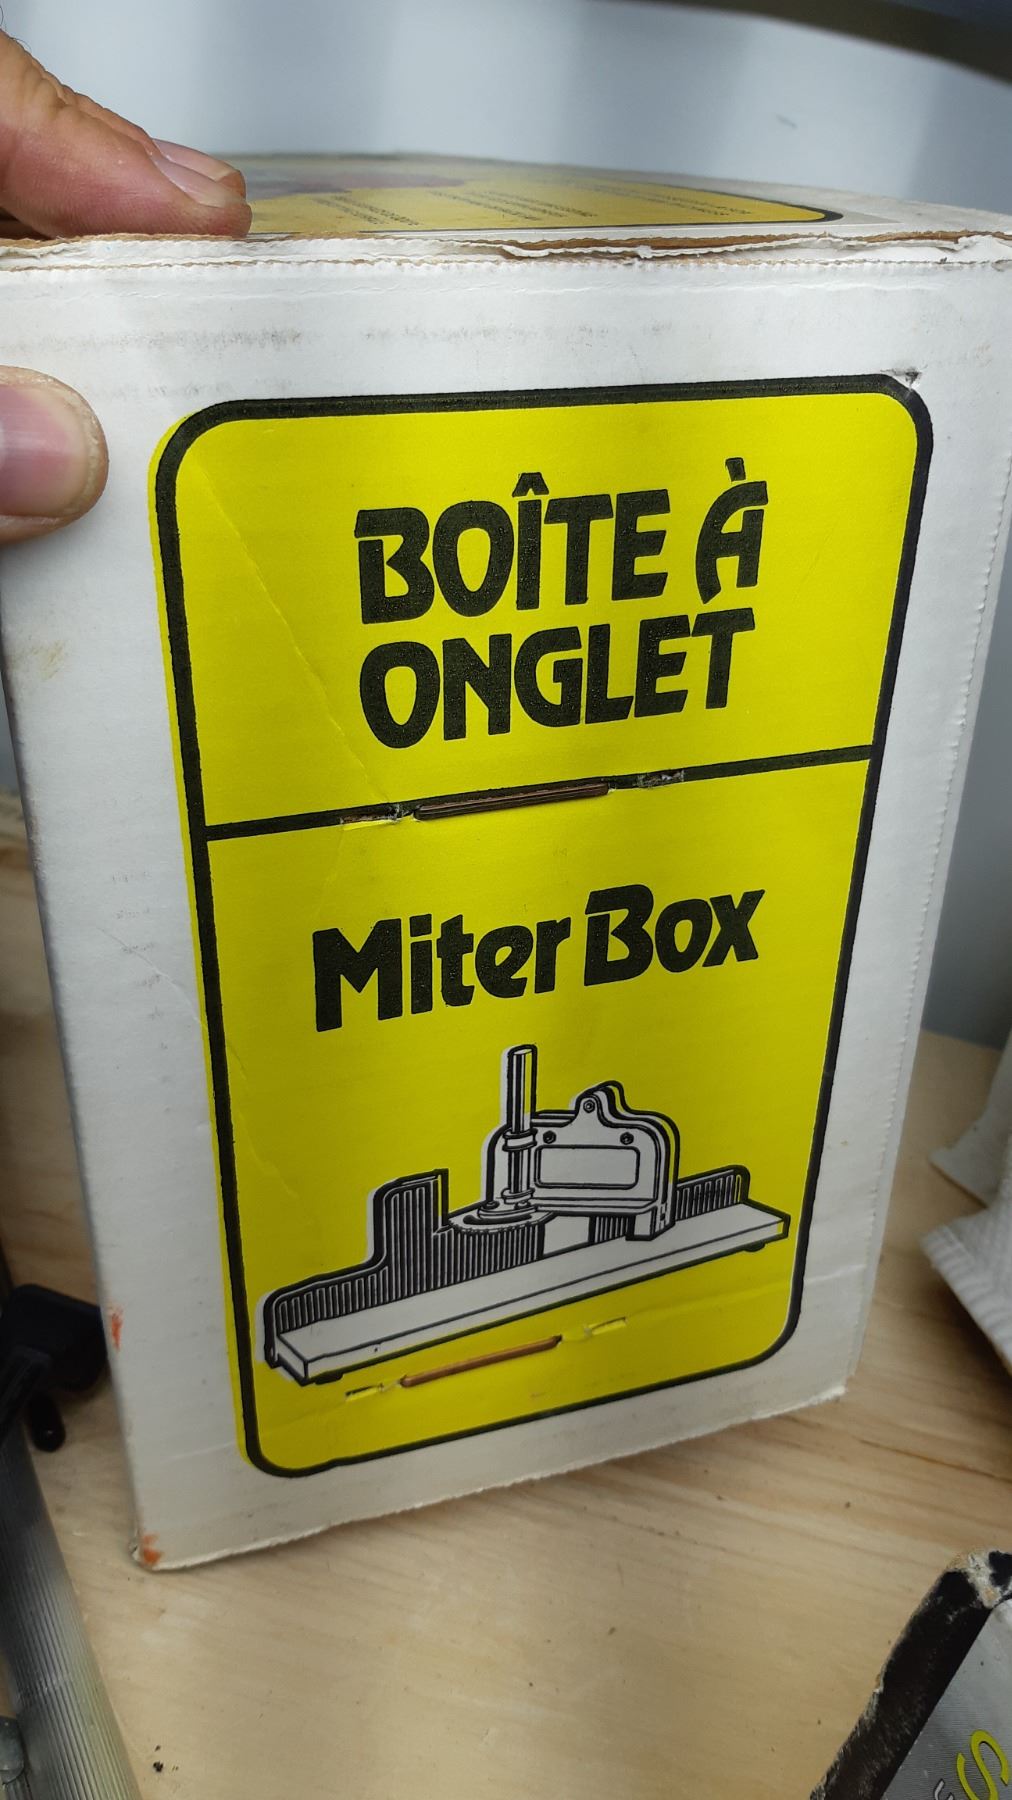 BOÎTE À
ONGLET
Miter Box
S